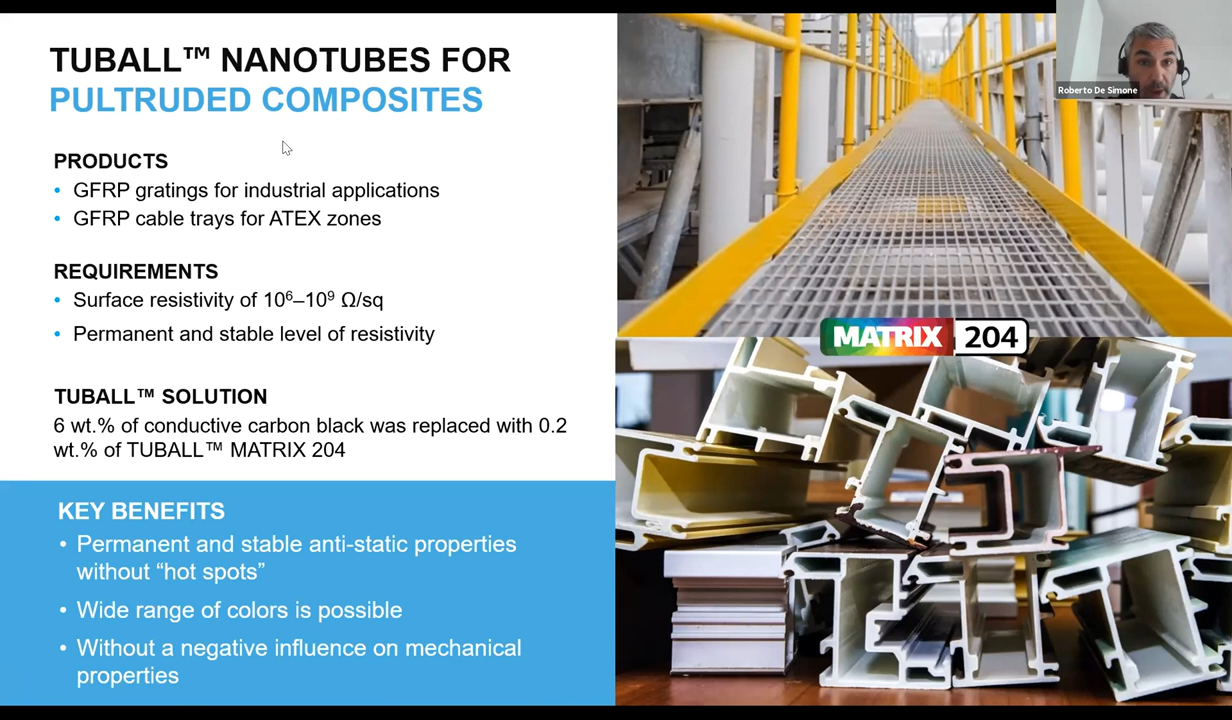 TUBALL™ NANOTUBES FOR
PULTRUDED COMPOSITES
PRODUCTS
• GFRP gratings for industrial applications
• GFRP cable trays for ATEX zones
REQUIREMENTS
• Surface resistivity of 10⁶–10⁹ Ω/sq
• Permanent and stable level of resistivity
TUBALL™ SOLUTION
6 wt.% of conductive carbon black was replaced with 0.2
wt.% of TUBALL™ MATRIX 204
KEY BENEFITS
• Permanent and stable anti-static properties
without “hot spots”
• Wide range of colors is possible
• Without a negative influence on mechanical
properties
Roberto De Simone
MATRIX 204